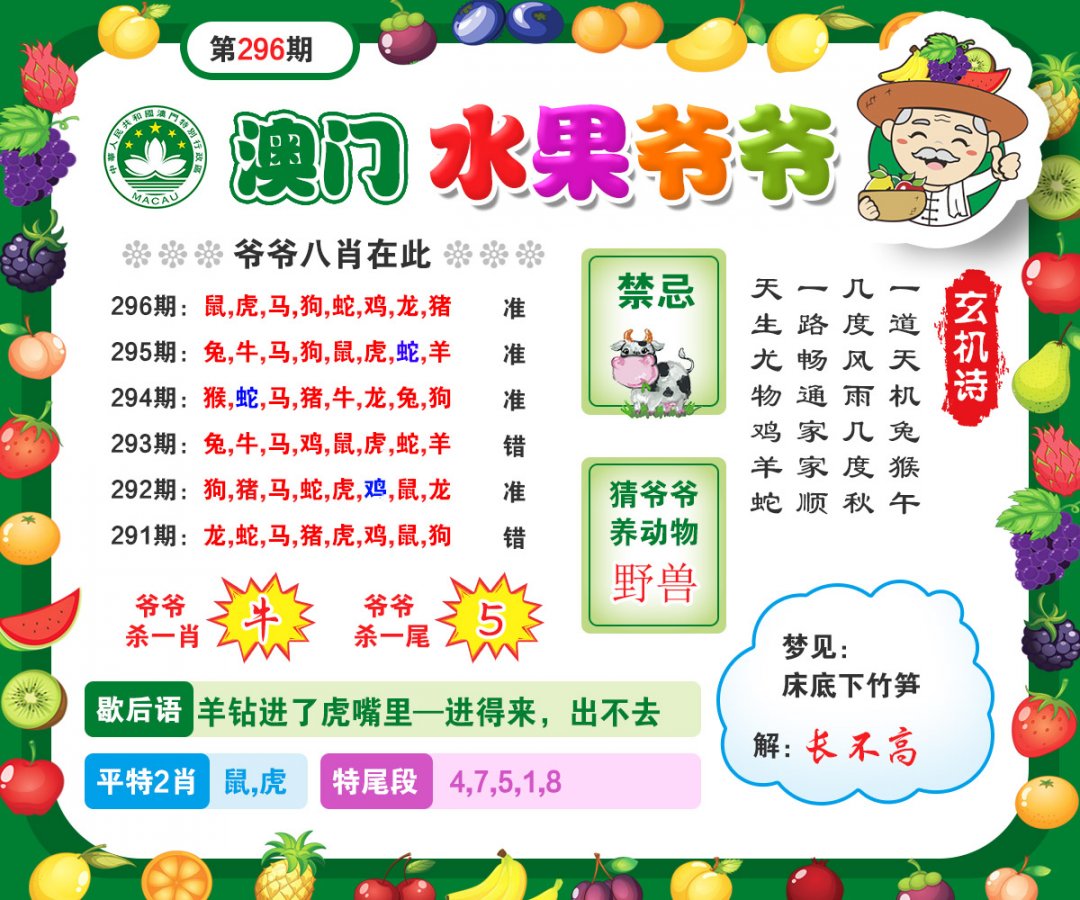 第296期
中華人民共和國澳門特別行政區
MACAU
澳门 水果爷爷
爷爷八肖在此
296期：鼠,虎,马,狗,蛇,鸡,龙,猪 准
295期：兔,牛,马,狗,鼠,虎,蛇,羊 准
294期：猴,蛇,马,猪,牛,龙,兔,狗 准
293期：兔,牛,马,鸡,鼠,虎,蛇,羊 错
292期：狗,猪,马,蛇,虎,鸡,鼠,龙 准
291期：龙,蛇,马,猪,虎,鸡,鼠,狗 错
爷爷
杀一肖
牛
爷爷
杀一尾
5
禁忌
猜爷爷
养动物
野兽
玄机诗
一道天机兔猴午
几度风雨几度秋
一路畅通家家顺
天生尤物鸡羊蛇
梦见：
床底下竹笋
解：长不高
歇后语 羊钻进了虎嘴里—进得来，出不去
平特2肖 鼠,虎
特尾段 4,7,5,1,8